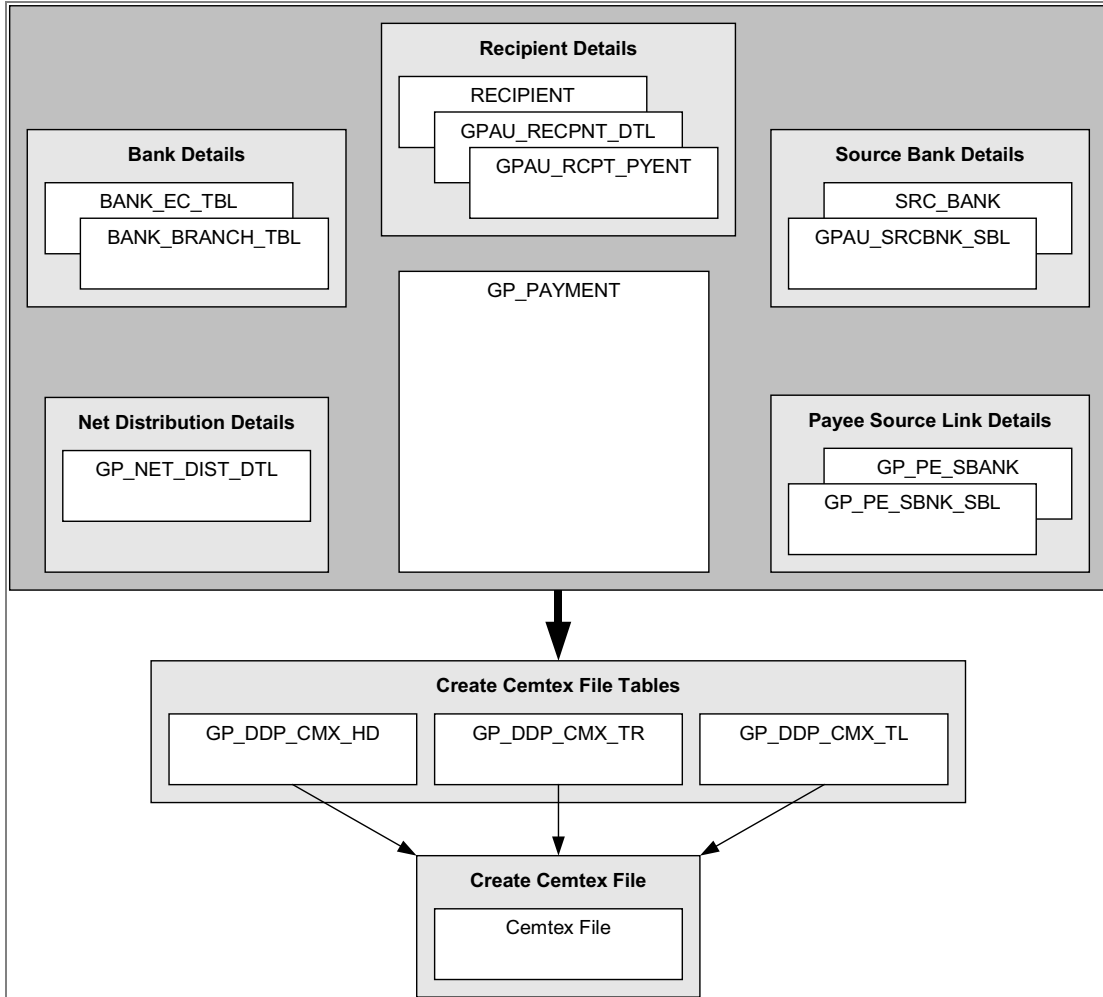 Recipient Details
RECIPIENT
GPAU_RECPNT_DTL
GPAU_RCPT_PYENT
Bank Details
BANK_EC_TBL
BANK_BRANCH_TBL
Source Bank Details
SRC_BANK
GPAU_SRCBNK_SBL
GP_PAYMENT
Net Distribution Details
GP_NET_DIST_DTL
Payee Source Link Details
GP_PE_SBANK
GP_PE_SBNK_SBL
Create Cemtex File Tables
GP_DDP_CMX_HD
GP_DDP_CMX_TR
GP_DDP_CMX_TL
Create Cemtex File
Cemtex File